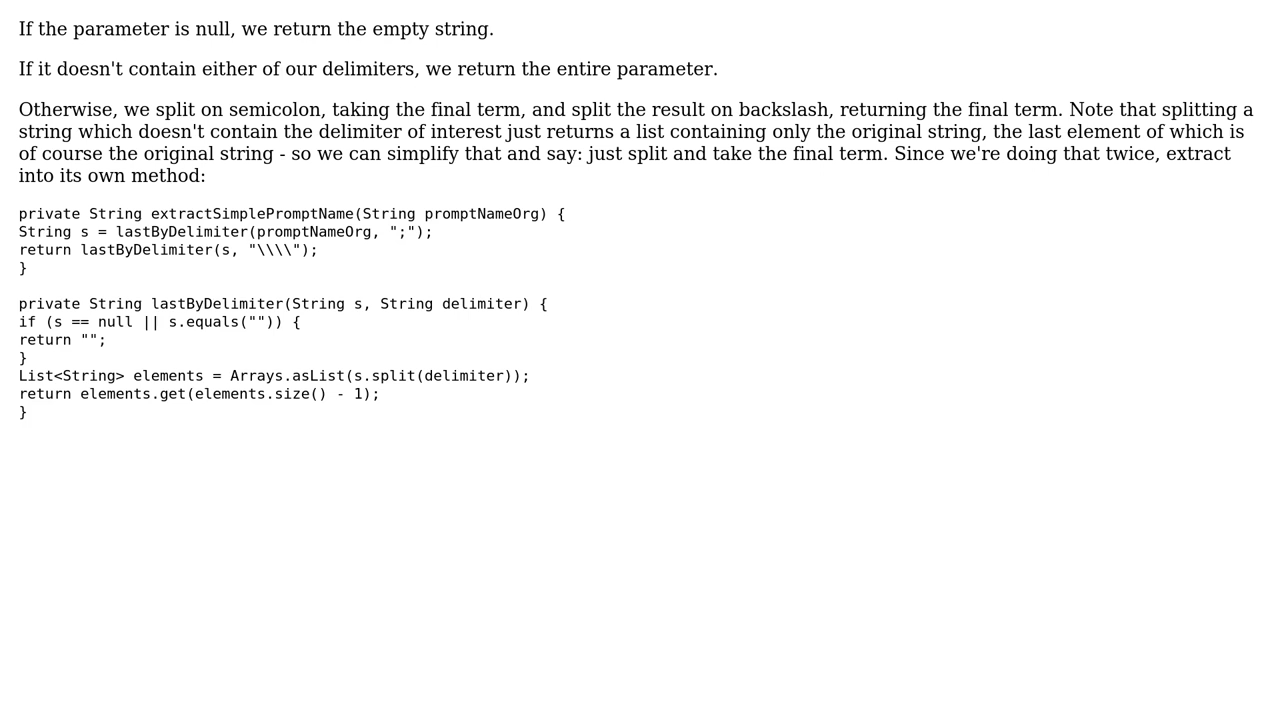 If the parameter is null, we return the empty string.
If it doesn't contain either of our delimiters, we return the entire parameter.
Otherwise, we split on semicolon, taking the final term, and split the result on backslash, returning the final term. Note that splitting a
string which doesn't contain the delimiter of interest just returns a list containing only the original string, the last element of which is
of course the original string - so we can simplify that and say: just split and take the final term. Since we're doing that twice, extract
into its own method:
private String extractSimplePromptName(String promptNameOrg) {
String s = lastByDelimiter(promptNameOrg, ";");
return lastByDelimiter(s, "\\\\");
}
private String lastByDelimiter(String s, String delimiter) {
if (s == null || s.equals("")) {
return "";
}
List<String> elements = Arrays.asList(s.split(delimiter));
return elements.get(elements.size() - 1);
}